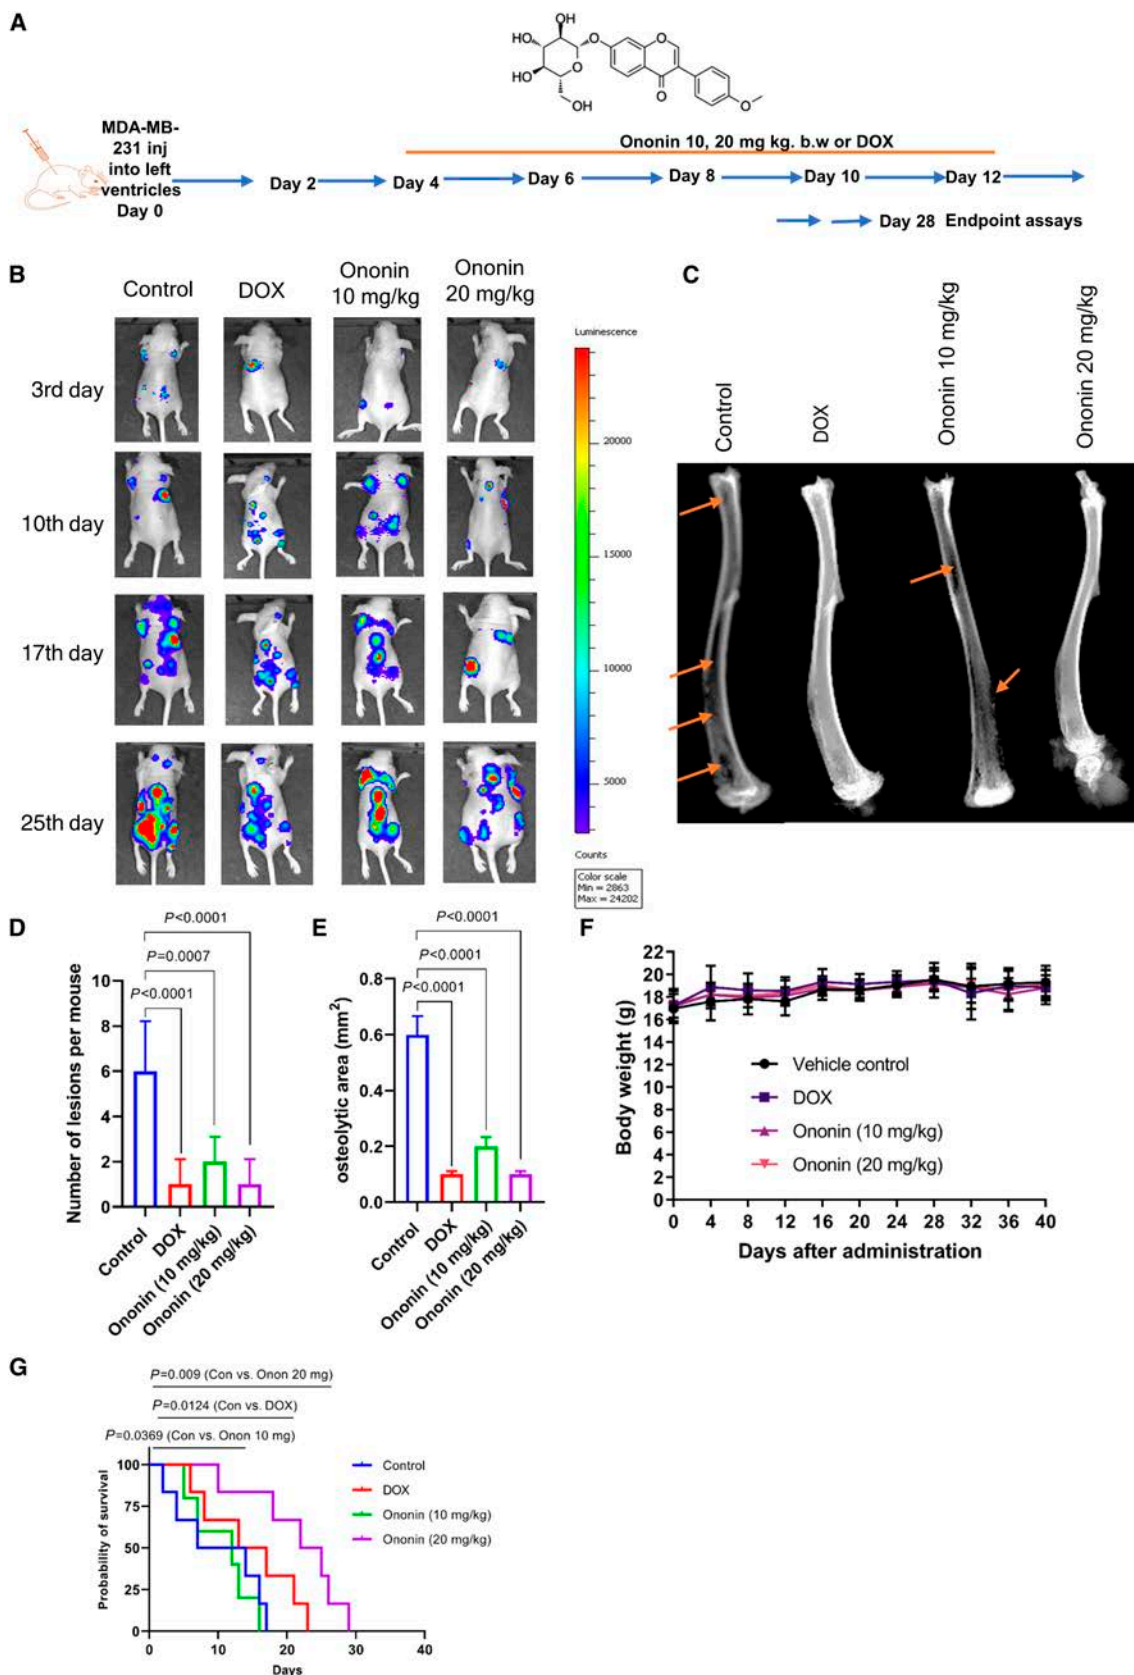 A
HO
OH
HO
HO
O
O
O
O
O
OH
MDA-MB-
231 inj
into left
ventricles
Day 0
Ononin 10, 20 mg kg. b.w or DOX
Day 2
Day 4
Day 6
Day 8
Day 10
Day 12
Day 28
Endpoint assays
B
Control
DOX
Ononin
10 mg/kg
Ononin
20 mg/kg
3rd day
10th day
17th day
25th day
Luminescence
20000
15000
10000
5000
Counts
Color scale
Min = 2863
Max = 24202
C
Control
DOX
Ononin 10 mg/kg
Ononin 20 mg/kg
D
P<0.0001
P=0.0007
P<0.0001
Number of lesions per mouse
10
8
6
4
2
0
Control
DOX
Ononin (10 mg/kg)
Ononin (20 mg/kg)
E
P<0.0001
P<0.0001
P<0.0001
osteolytic area (mm²)
0.8
0.6
0.4
0.2
0.0
Control
DOX
Ononin (10 mg/kg)
Ononin (20 mg/kg)
F
Body weight (g)
22
20
18
16
14
12
10
8
6
4
2
0
Vehicle control
DOX
Ononin (10 mg/kg)
Ononin (20 mg/kg)
0 4 8 12 16 20 24 28 32 36 40
Days after administration
G
P=0.009 (Con vs. Onon 20 mg)
P=0.0124 (Con vs. DOX)
P=0.0369 (Con vs. Onon 10 mg)
Probability of survival
100
75
50
25
0
Control
DOX
Ononin (10 mg/kg)
Ononin (20 mg/kg)
0 10 20 30 40
Days